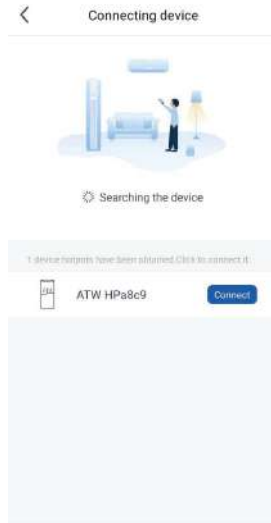 Connecting device
Searching the device
1 device hotspots have been obtained.Click to connect it.
ATW HPa8c9
Connect